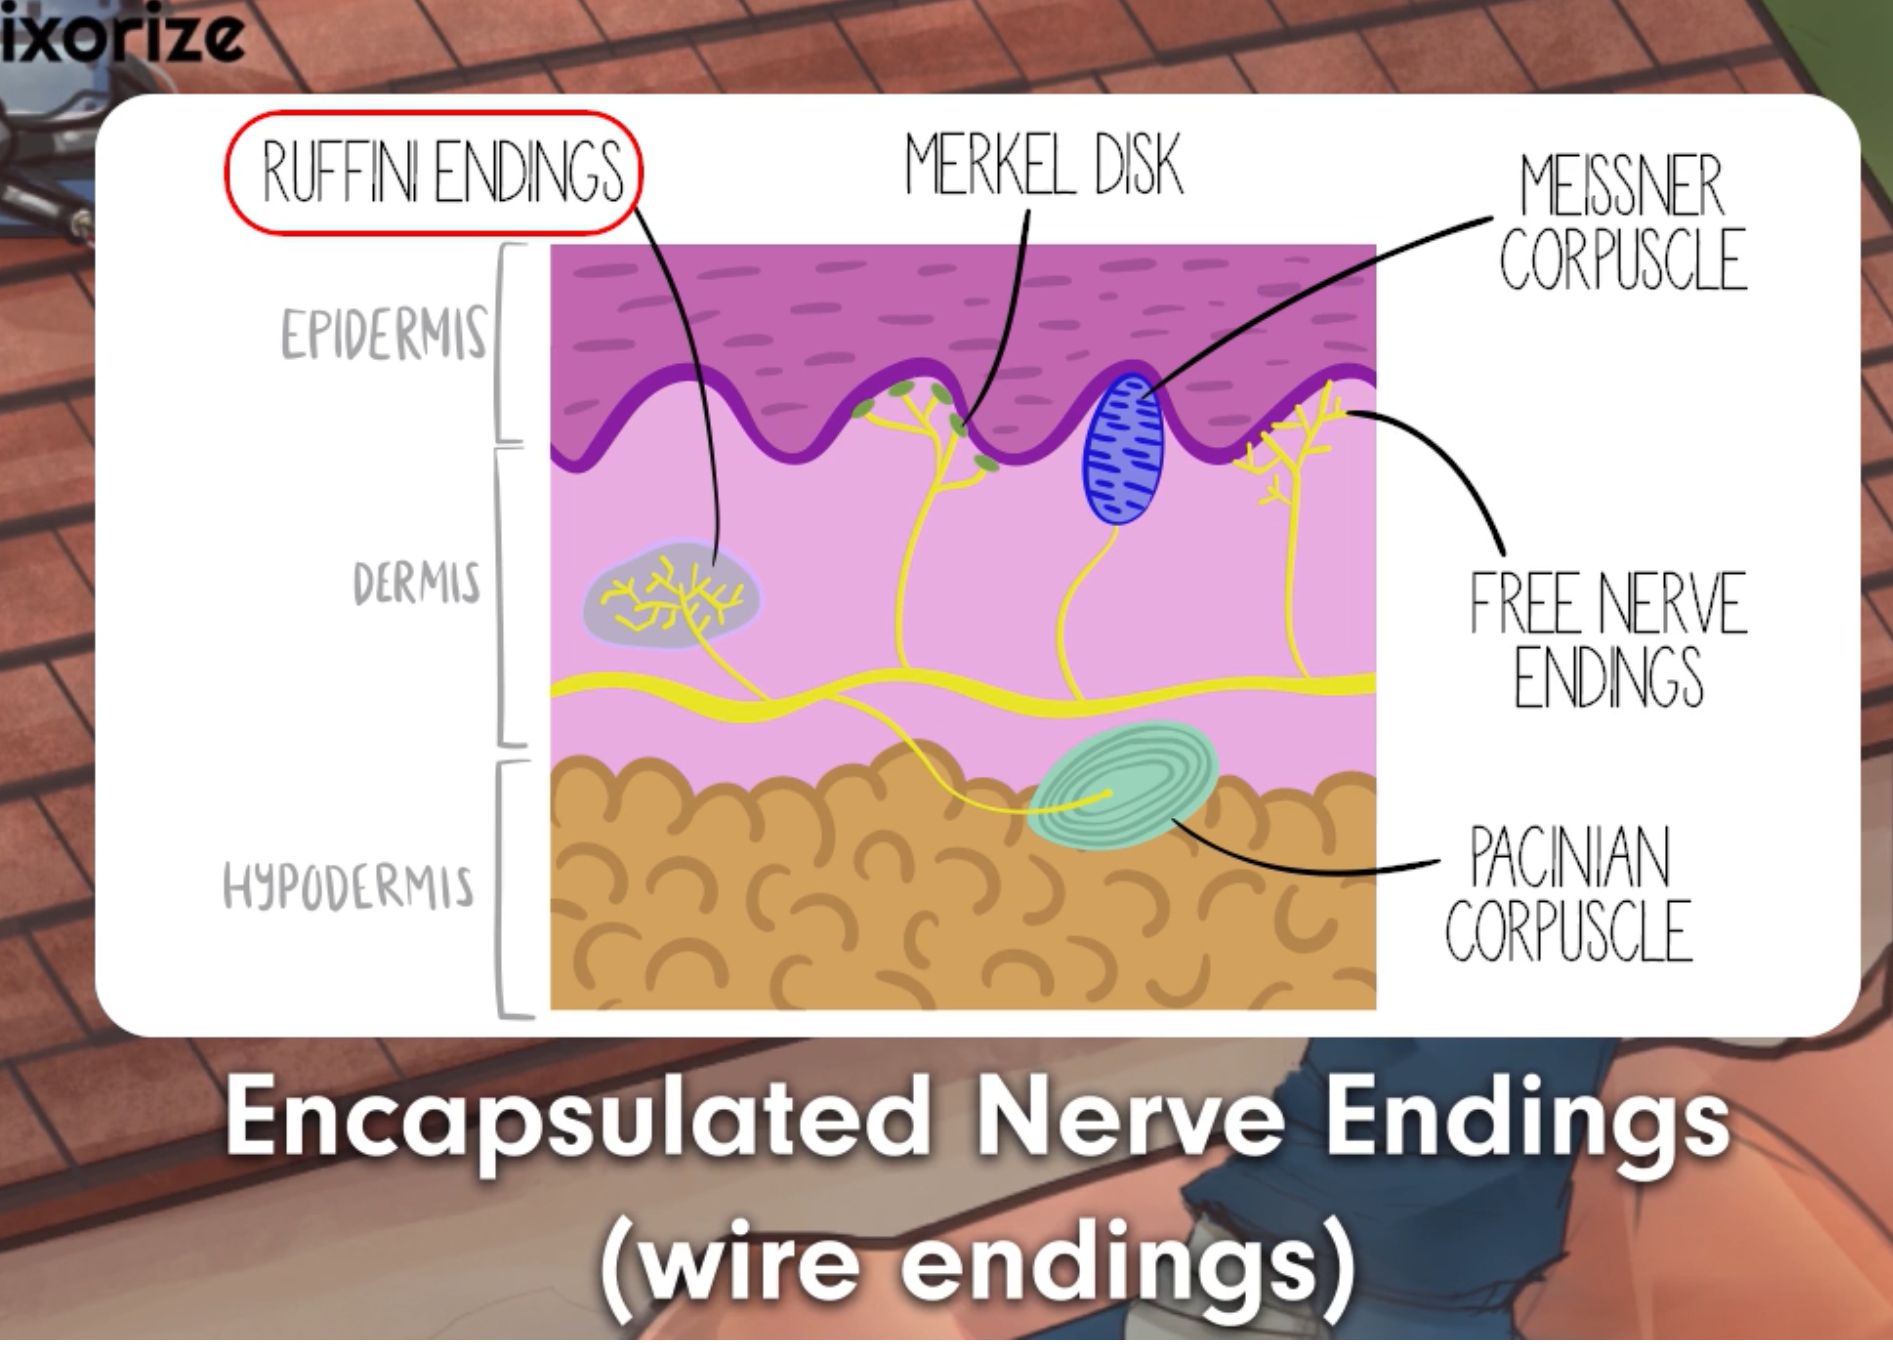 ixorize
RUFFINI ENDINGS
MERKEL DISK
MEISSNER
CORPUSCLE
EPIDERMIS
DERMIS
FREE NERVE
ENDINGS
HYPODERMIS
PACINIAN
CORPUSCLE
Encapsulated Nerve Endings
(wire endings)